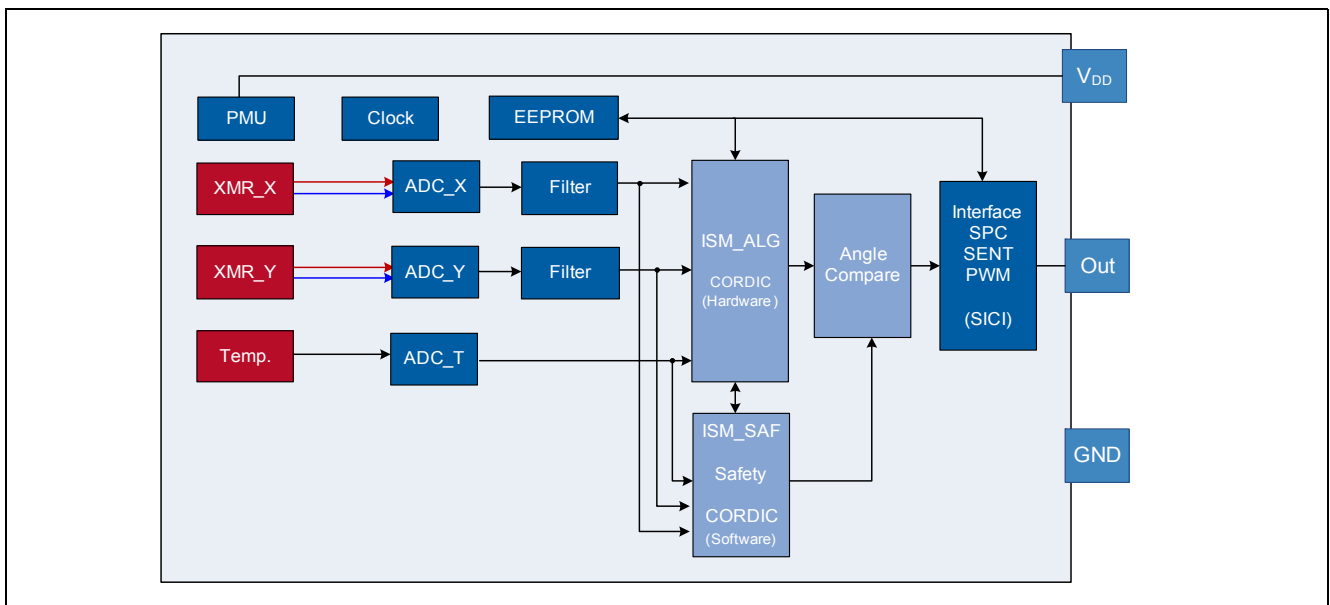 V_DD
PMU
Clock
EEPROM
XMR_X
ADC_X
Filter
XMR_Y
ADC_Y
Filter
Temp.
ADC_T
ISM_ALG
CORDIC
(Hardware)
ISM_SAF
Safety
CORDIC
(Software)
Angle
Compare
Interface
SPC
SENT
PWM
(SICI)
Out
GND